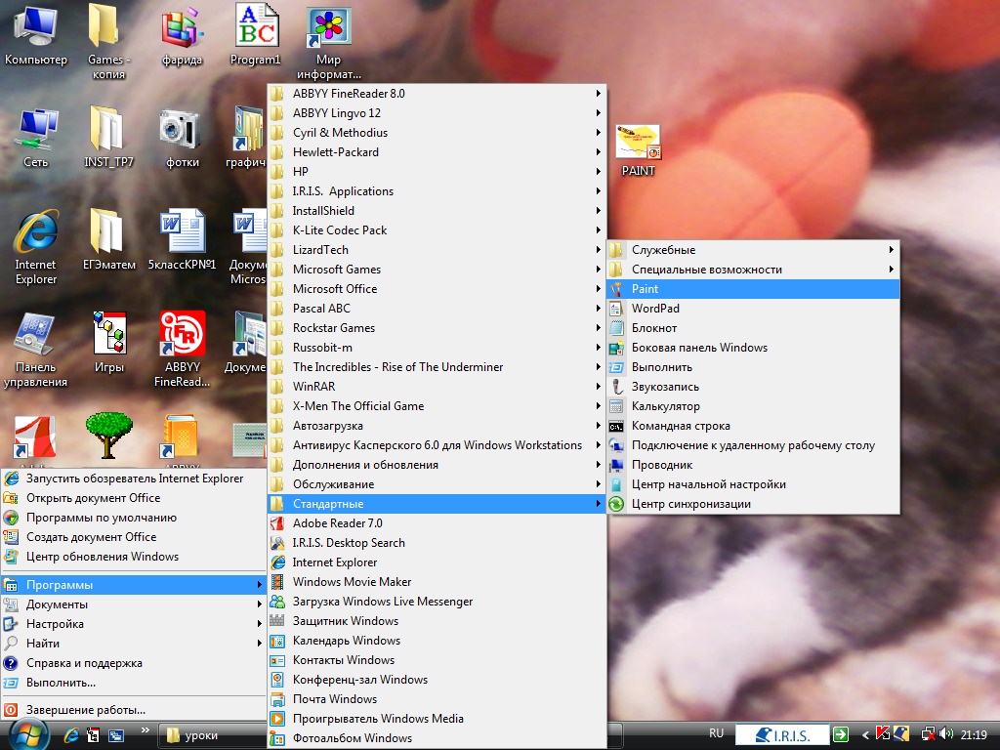 Компьютер
Games -
копия
фарида
Program1
Мир
информат...
Сеть
INST_TP7
фотки
графич
PAINT
Internet
Explorer
ЕГЭматем
5классКР№1
Докум
Micros
Панель
управления
Игры
ABBYY
FineRead...
Докуме
ABBYY FineReader 8.0
ABBYY Lingvo 12
Cyril & Methodius
Hewlett-Packard
HP
I.R.I.S. Applications
InstallShield
K-Lite Codec Pack
LizardTech
Microsoft Games
Microsoft Office
Pascal ABC
Rockstar Games
Russobit-m
The Incredibles - Rise of The Underminer
WinRAR
X-Men The Official Game
Автозагрузка
Антивирус Касперского 6.0 для Windows Workstations
Дополнения и обновления
Обслуживание
Стандартные
Adobe Reader 7.0
I.R.I.S. Desktop Search
Internet Explorer
Windows Movie Maker
Загрузка Windows Live Messenger
Защитник Windows
Календарь Windows
Контакты Windows
Конференц-зал Windows
Почта Windows
Проигрыватель Windows Media
Фотоальбом Windows
Служебные
Специальные возможности
Paint
WordPad
Блокнот
Боковая панель Windows
Выполнить
Звукозапись
Калькулятор
Командная строка
Подключение к удаленному рабочему столу
Проводник
Центр начальной настройки
Центр синхронизации
Запустить обозреватель Internet Explorer
Открыть документ Office
Программы по умолчанию
Создать документ Office
Центр обновления Windows
Программы
Документы
Настройка
Найти
Справка и поддержка
Выполнить...
Завершение работы...
уроки
RU
I.R.I.S.
21:19